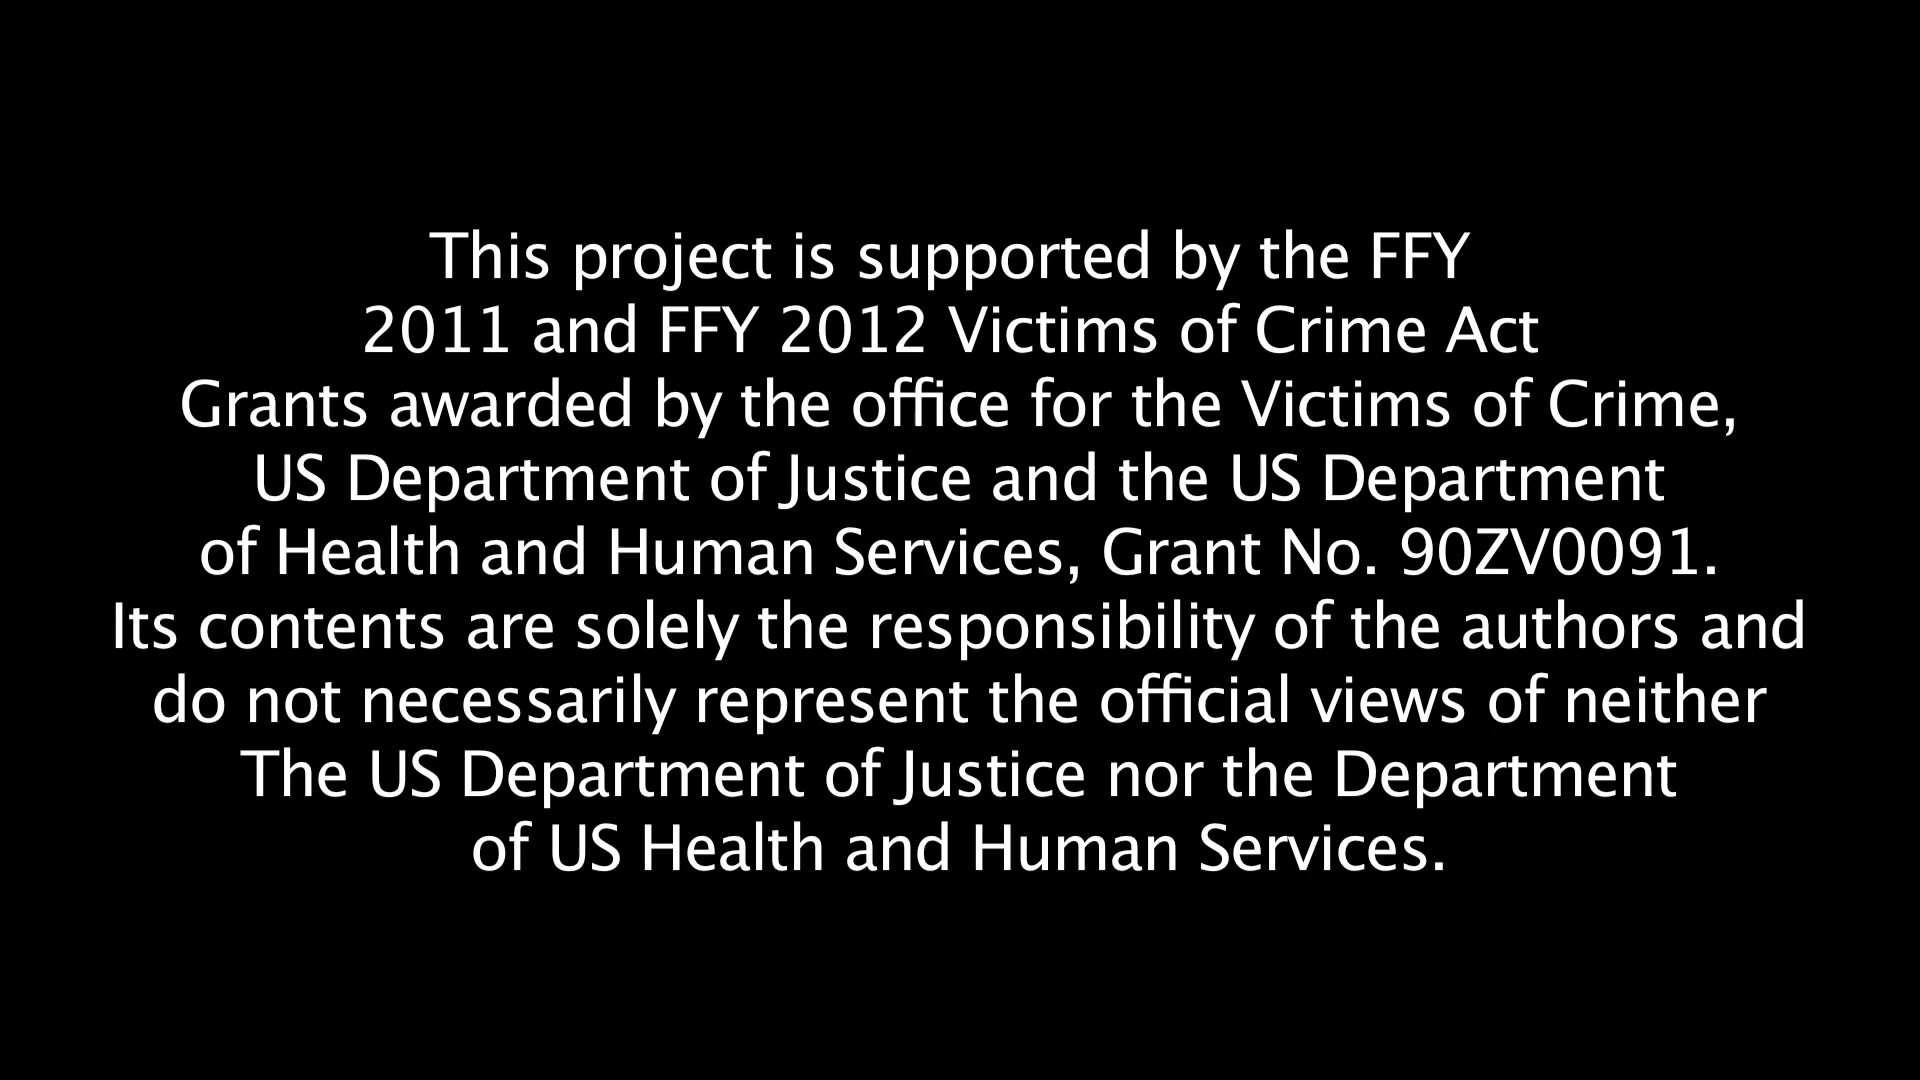 This project is supported by the FFY
2011 and FFY 2012 Victims of Crime Act
Grants awarded by the office for the Victims of Crime,
US Department of Justice and the US Department
of Health and Human Services, Grant No. 90ZV0091.
Its contents are solely the responsibility of the authors and
do not necessarily represent the official views of neither
The US Department of Justice nor the Department
of US Health and Human Services.